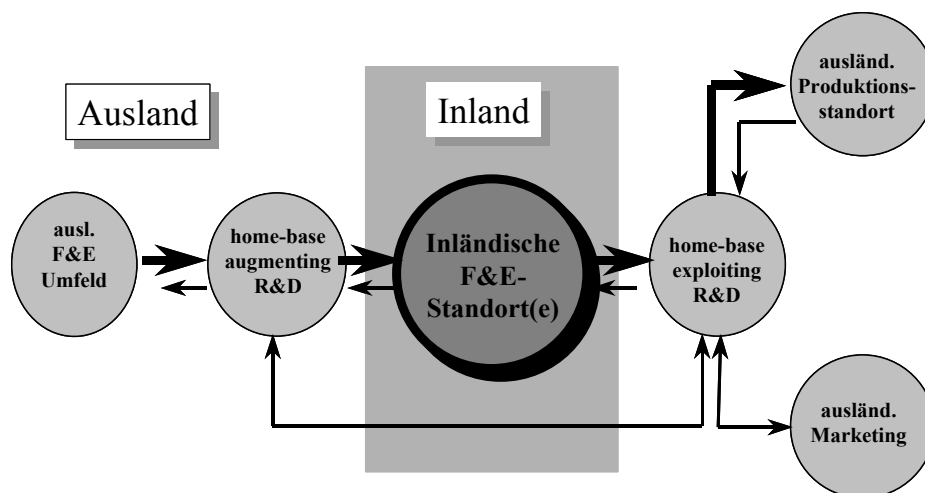 Ausland
Inland
ausl.
F&E
Umfeld
home-base
augmenting
R&D
Inländische
F&E-
Standort(e)
home-base
exploiting
R&D
ausländ.
Produktions-
standort
ausländ.
Marketing